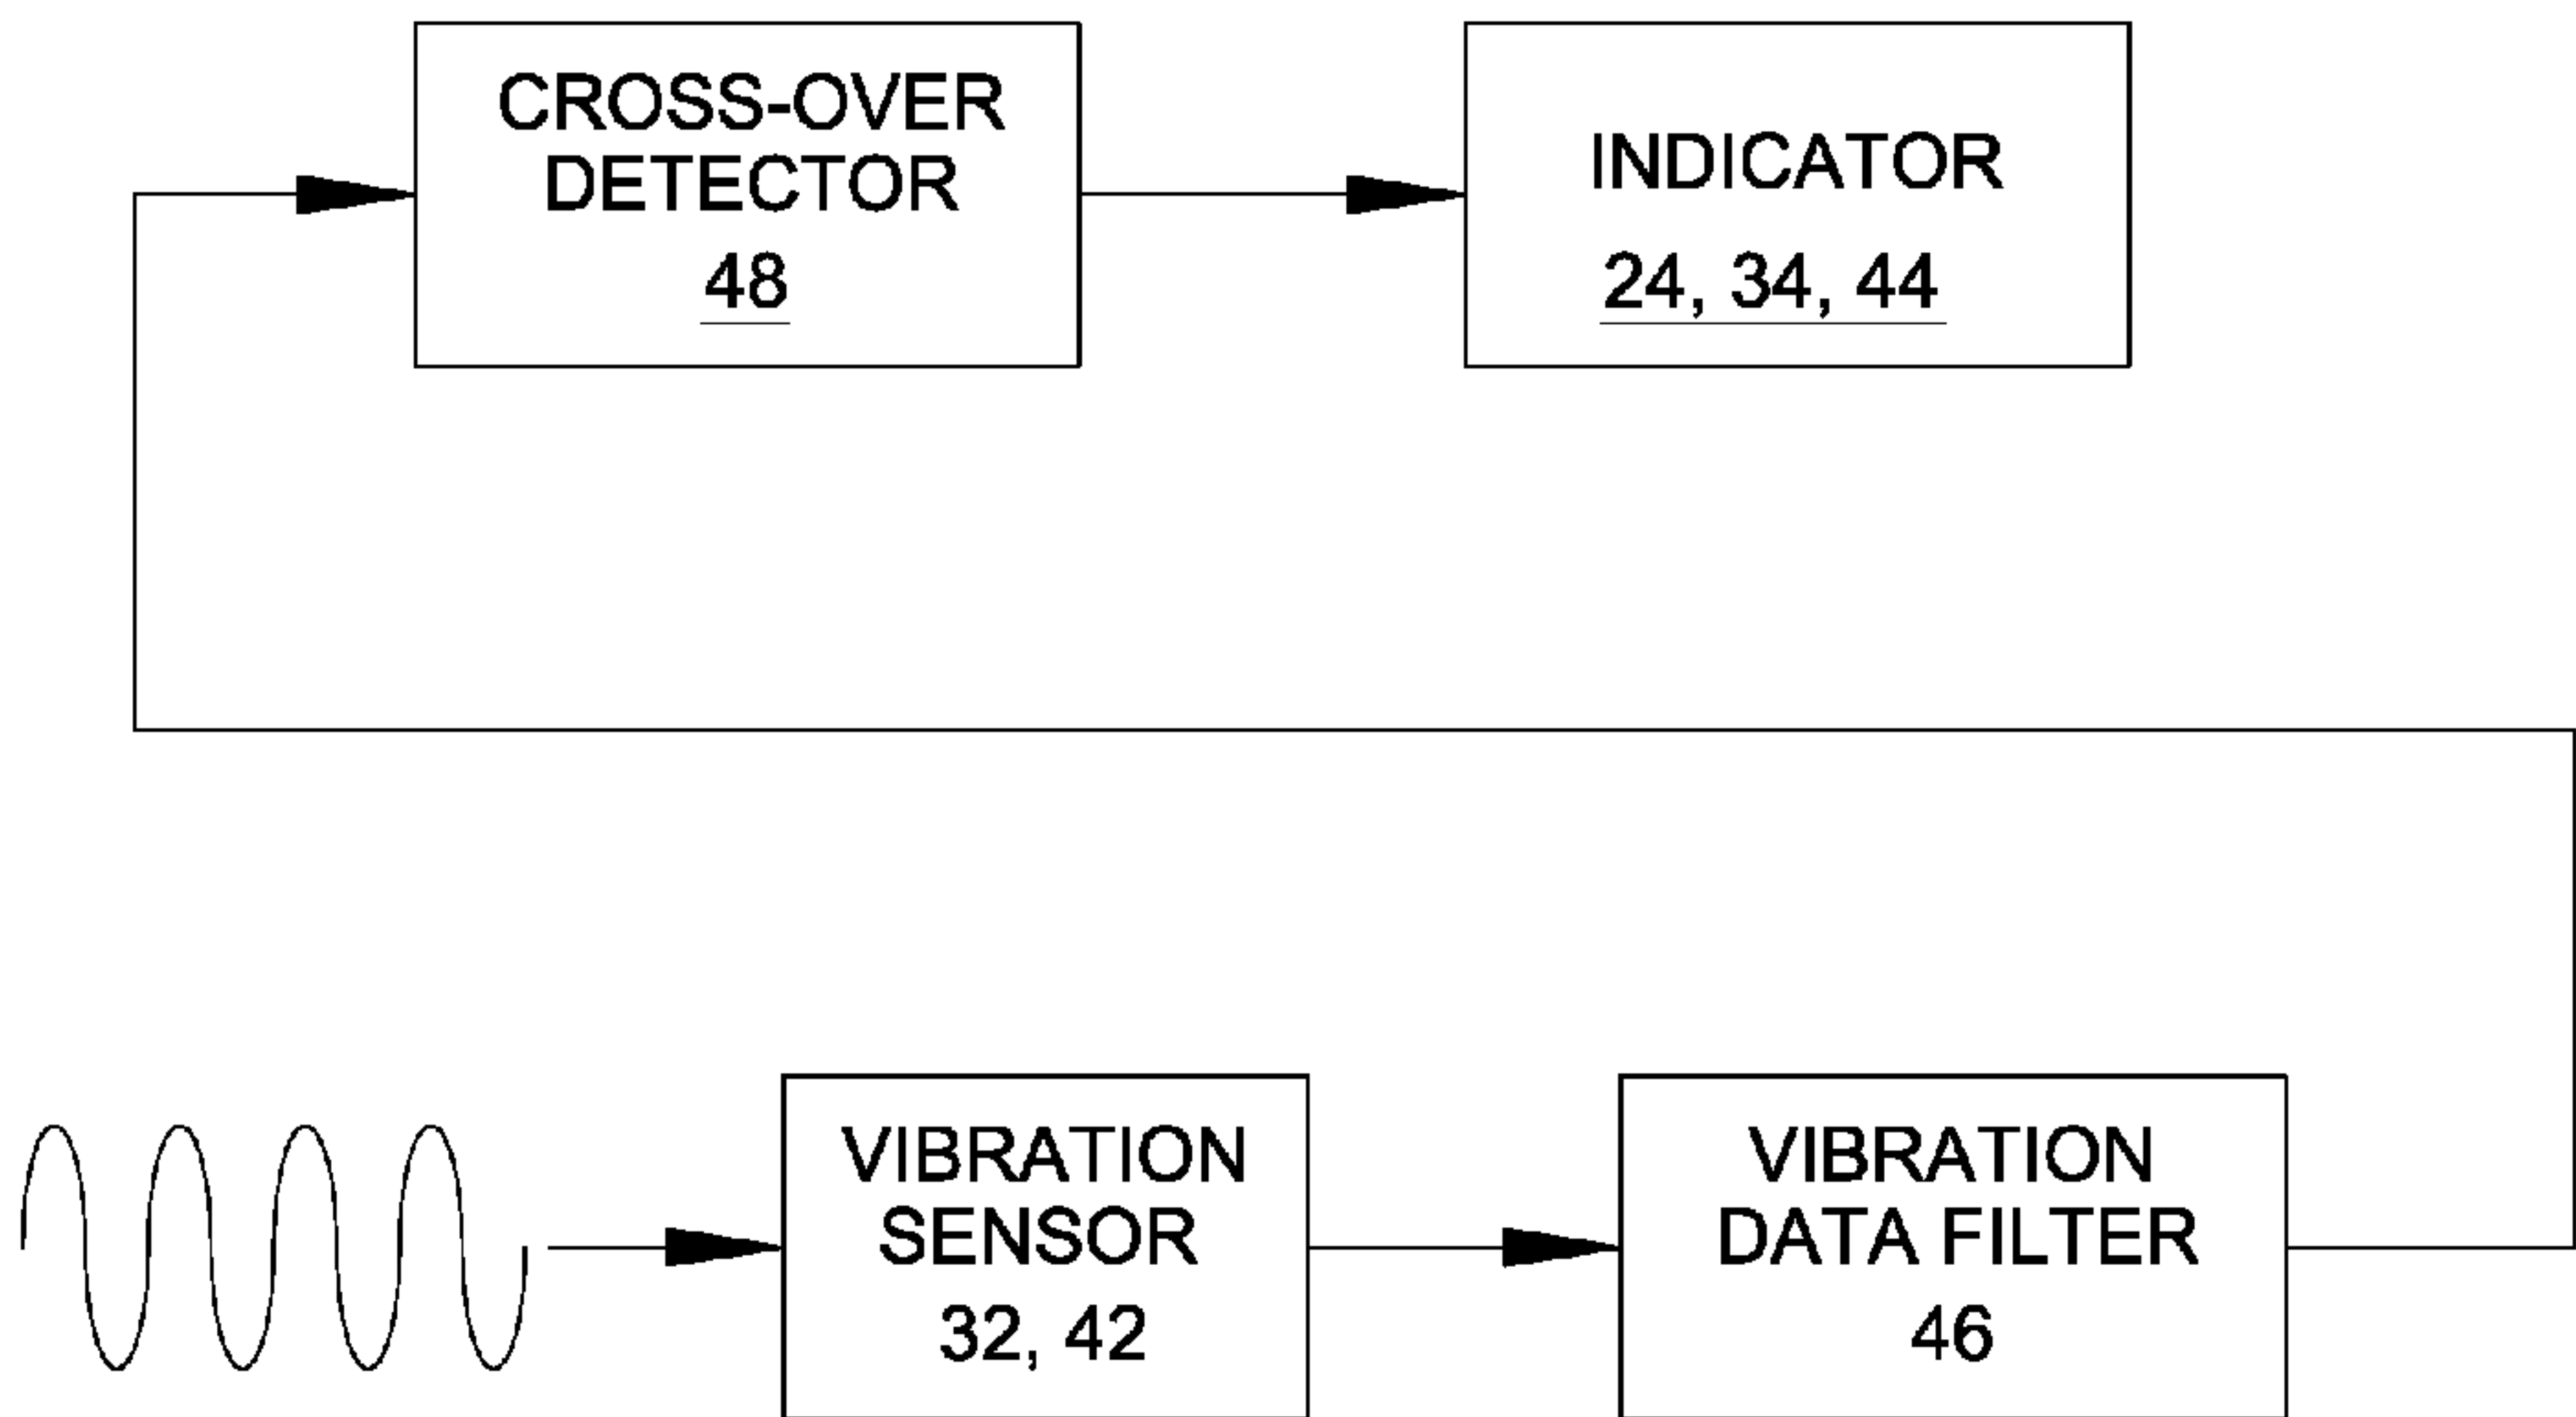 CROSS-OVER
DETECTOR
48
INDICATOR
24, 34, 44
VIBRATION
SENSOR
32, 42
VIBRATION
DATA FILTER
46